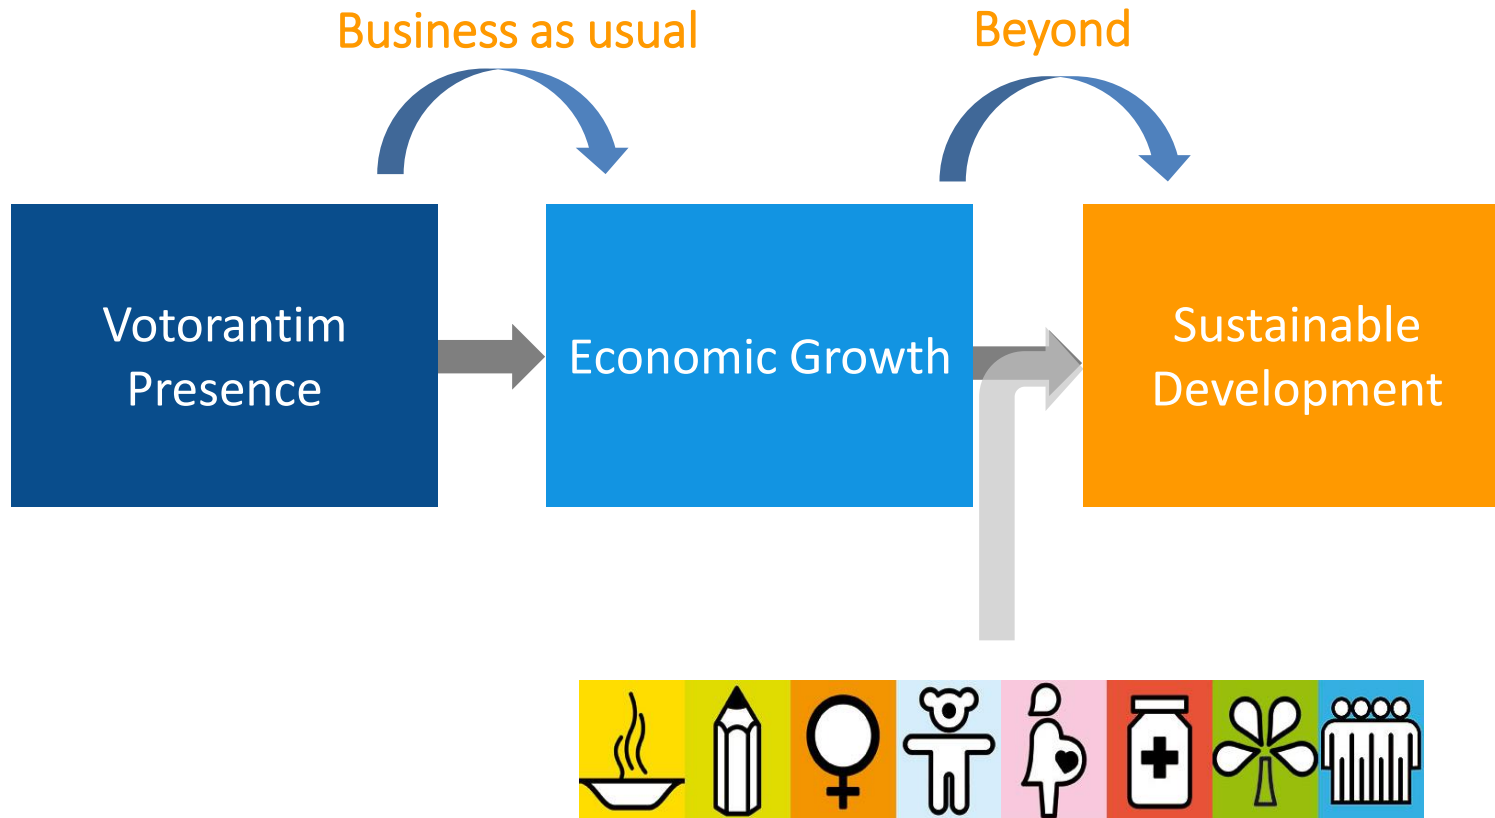 Business as usual
Beyond
Votorantim
Presence
Economic Growth
Sustainable
Development